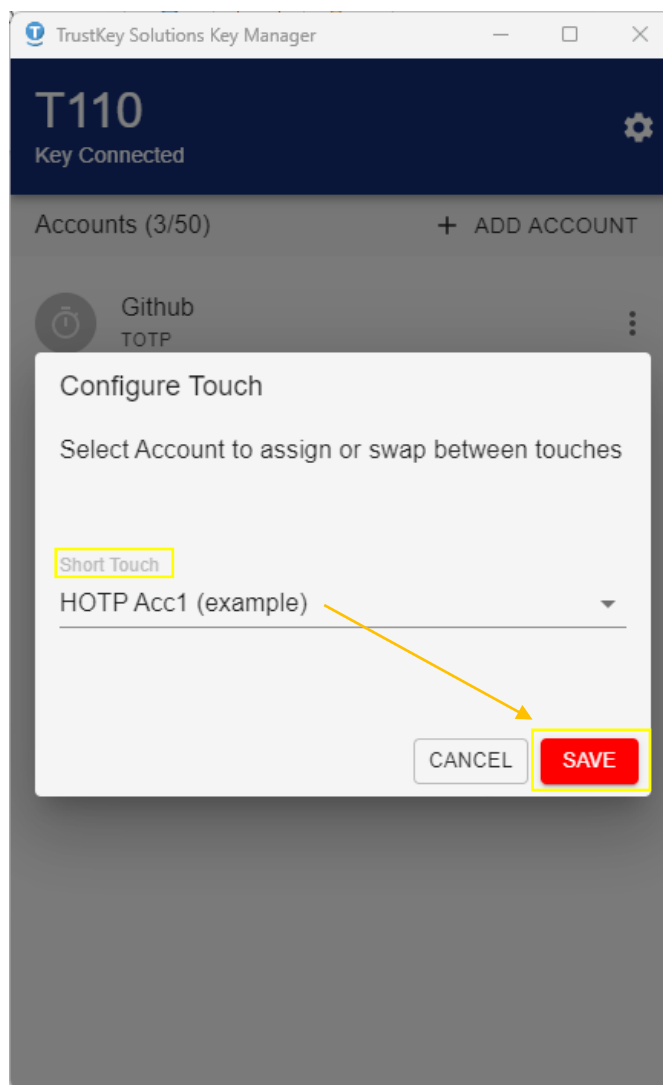 TrustKey Solutions Key Manager
T110
Key Connected
Accounts (3/50)
+ ADD ACCOUNT
Github
TOTP
Configure Touch
Select Account to assign or swap between touches
Short Touch
HOTP Acc1 (example)
CANCEL
SAVE